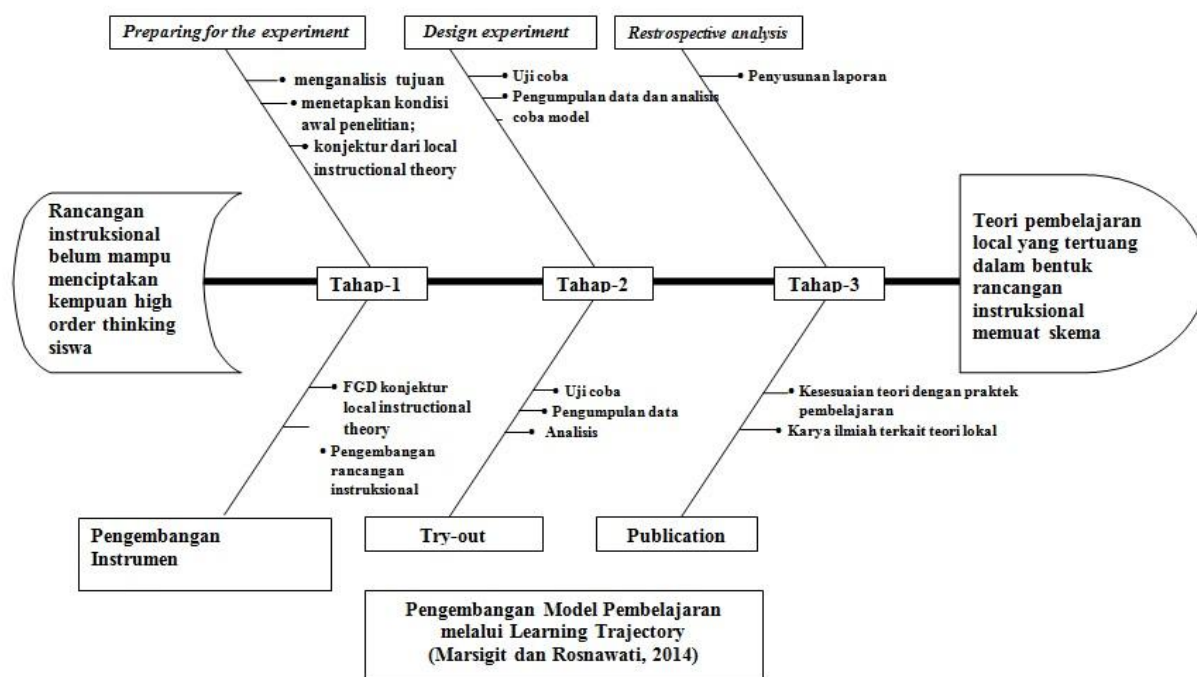 Preparing for the experiment
Design experiment
Restrospective analysis
• menganalisis tujuan
• menetapkan kondisi
awal penelitian;
• konjektur dari local
instructional theory
• Uji coba
• Pengumpulan data dan analisis
coba model
• Penyusunan laporan
Rancangan
instruksional
belum mampu
menciptakan
kempuan high
order thinking
siswa
Tahap-1
Tahap-2
Tahap-3
Teori pembelajaran
local yang tertuang
dalam bentuk
rancangan
instruksional
memuat skema
• FGD konjektur
local instructional
theory
• Pengembangan
rancangan
instruksional
• Uji coba
• Pengumpulan data
• Analisis
• Kesesuaian teori dengan praktek
pembelajaran
• Karya ilmiah terkait teori lokal
Pengembangan
Instrumen
Try-out
Publication
Pengembangan Model Pembelajaran
melalui Learning Trajectory
(Marsigit dan Rosnawati, 2014)